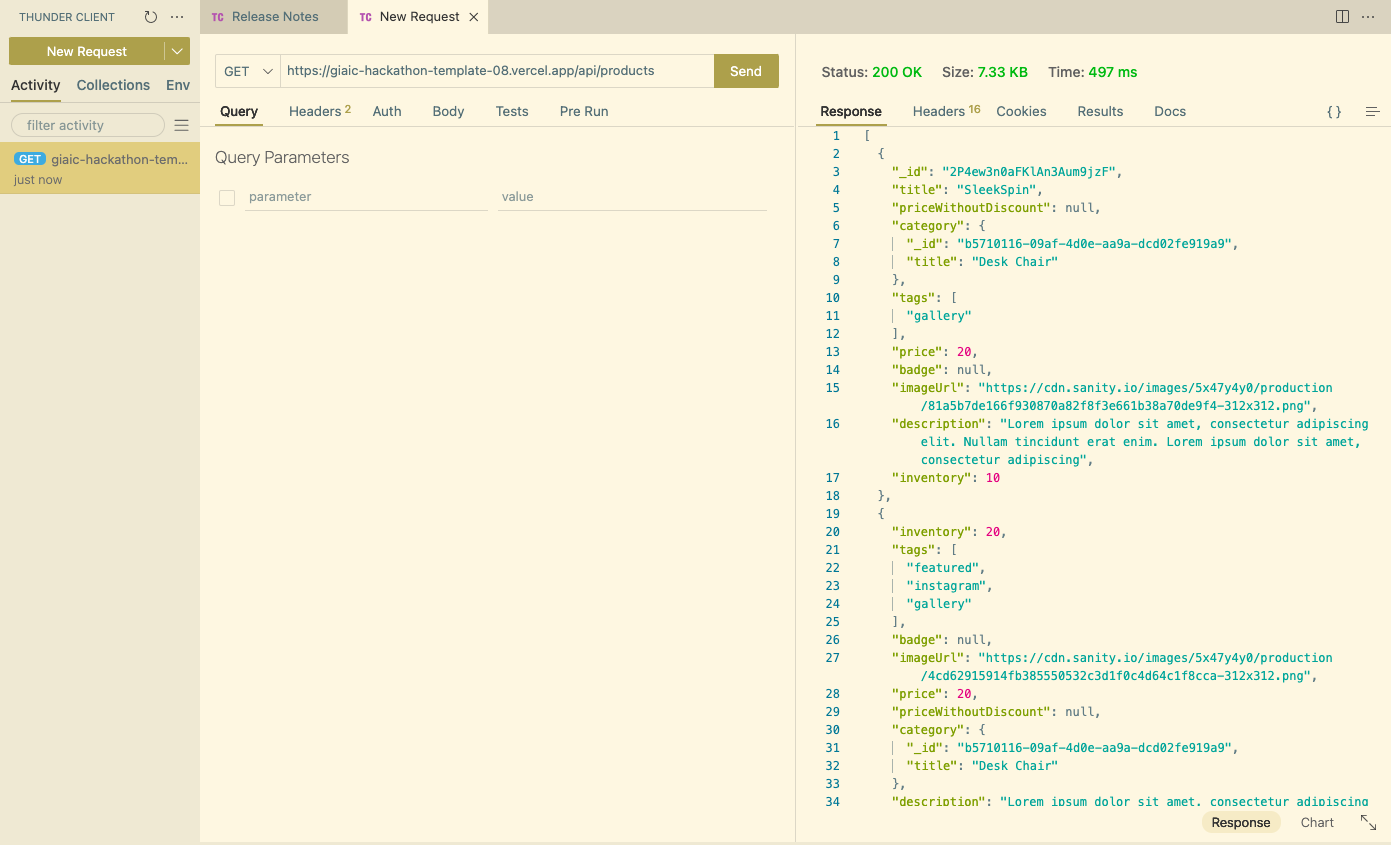 THUNDER CLIENT
New Request
Activity Collections Env
filter activity
GET giaic-hackathon-tem...
just now
TC Release Notes
TC New Request
GET https://giaic-hackathon-template-08.vercel.app/api/products Send
Query Headers 2 Auth Body Tests Pre Run
Query Parameters
parameter value
Status: 200 OK Size: 7.33 KB Time: 497 ms
Response Headers 16 Cookies Results Docs { }
1 [
2 {
3 "_id": "2P4ew3n0aFKlAn3Aum9jzF",
4 "title": "SleekSpin",
5 "priceWithoutDiscount": null,
6 "category": {
7 "_id": "b5710116-09af-4d0e-aa9a-dcd02fe919a9",
8 "title": "Desk Chair"
9 },
10 "tags": [
11 "gallery"
12 ],
13 "price": 20,
14 "badge": null,
15 "imageUrl": "https://cdn.sanity.io/images/5x47y4y0/production
/81a5b7de166f930870a82f8f3e661b38a70de9f4-312x312.png",
16 "description": "Lorem ipsum dolor sit amet, consectetur adipiscing
elit. Nullam tincidunt erat enim. Lorem ipsum dolor sit amet,
consectetur adipiscing",
17 "inventory": 10
18 },
19 {
20 "inventory": 20,
21 "tags": [
22 "featured",
23 "instagram",
24 "gallery"
25 ],
26 "badge": null,
27 "imageUrl": "https://cdn.sanity.io/images/5x47y4y0/production
/4cd62915914fb385550532c3d1f0c4d64c1f8cca-312x312.png",
28 "price": 20,
29 "priceWithoutDiscount": null,
30 "category": {
31 "_id": "b5710116-09af-4d0e-aa9a-dcd02fe919a9",
32 "title": "Desk Chair"
33 },
34 "description": "Lorem ipsum dolor sit amet, consectetur adipiscing
Response Chart